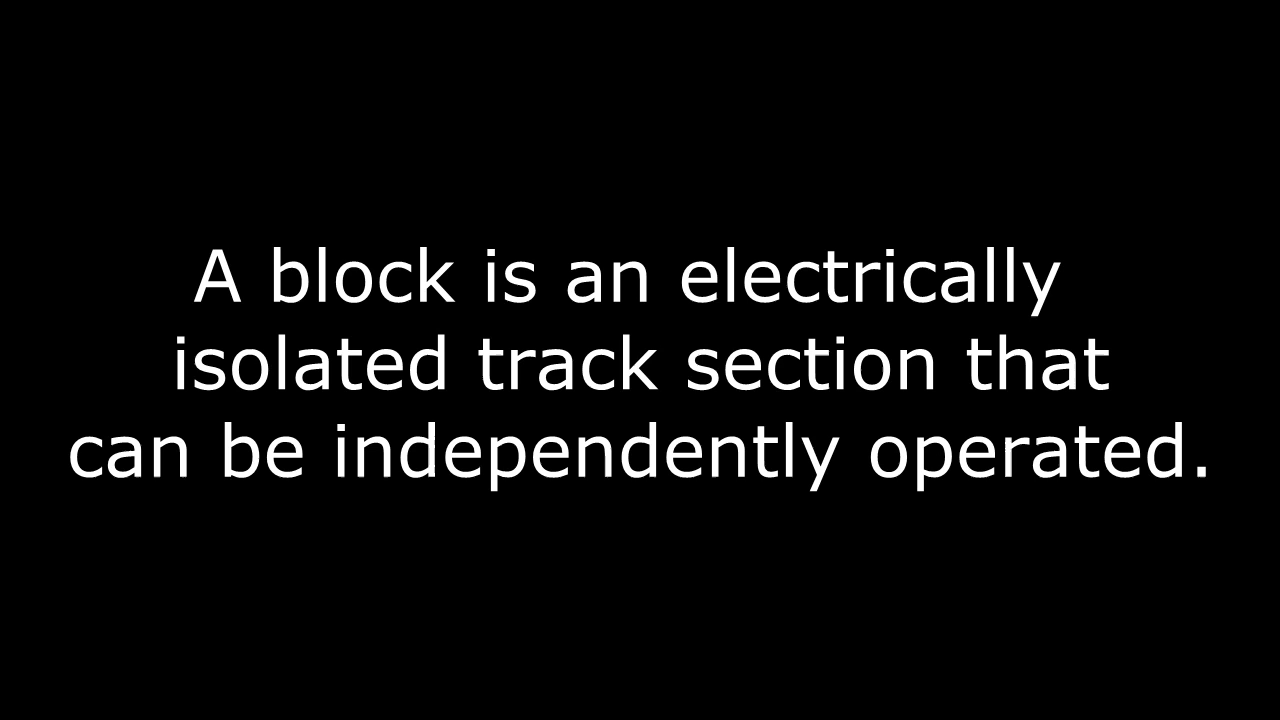 A block is an electrically
isolated track section that
can be independently operated.